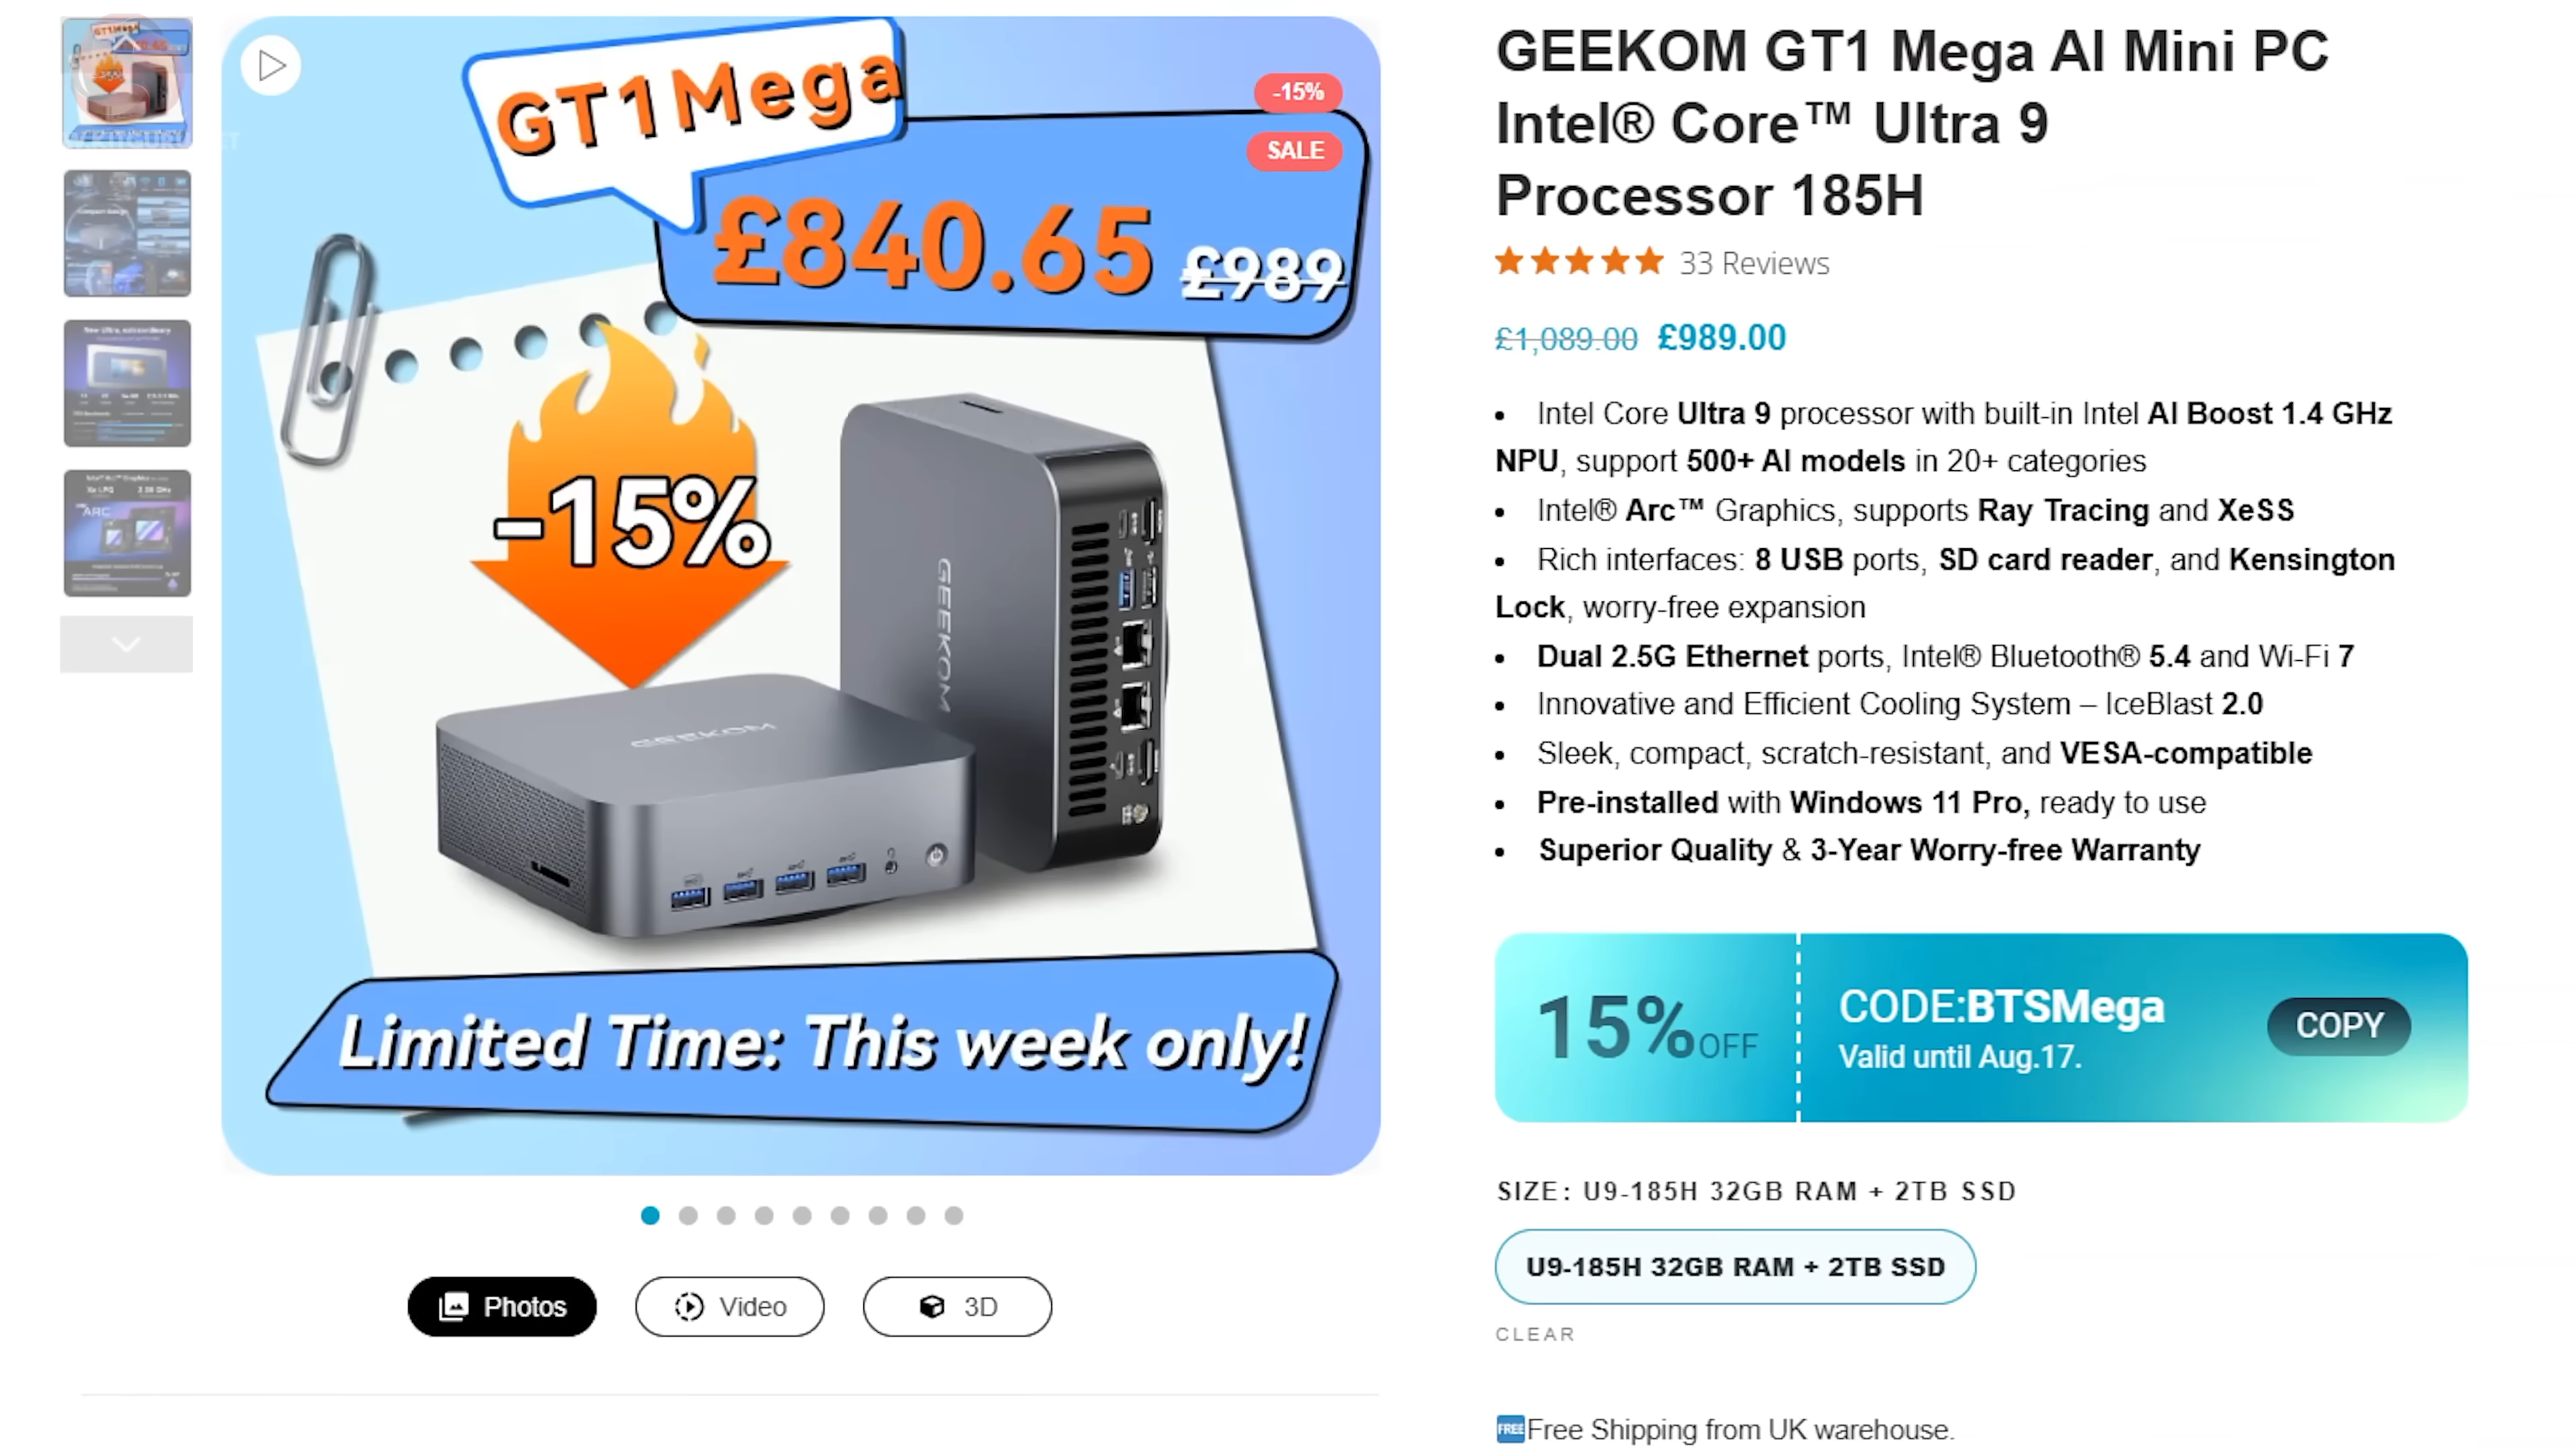 GT1Mega
-15%
SALE
£840.65 £989
-15%
GEEKOM
GEEKOM
Limited Time: This week only!
Photos
Video
3D
GEEKOM GT1 Mega AI Mini PC
Intel® Core™ Ultra 9
Processor 185H
33 Reviews
£1,089.00 £989.00
• Intel Core Ultra 9 processor with built-in Intel AI Boost 1.4 GHz
NPU, support 500+ AI models in 20+ categories
• Intel® Arc™ Graphics, supports Ray Tracing and XeSS
• Rich interfaces: 8 USB ports, SD card reader, and Kensington
Lock, worry-free expansion
• Dual 2.5G Ethernet ports, Intel® Bluetooth® 5.4 and Wi-Fi 7
• Innovative and Efficient Cooling System – IceBlast 2.0
• Sleek, compact, scratch-resistant, and VESA-compatible
• Pre-installed with Windows 11 Pro, ready to use
• Superior Quality & 3-Year Worry-free Warranty
15% OFF
CODE:BTSMega
Valid until Aug.17.
COPY
SIZE: U9-185H 32GB RAM + 2TB SSD
U9-185H 32GB RAM + 2TB SSD
CLEAR
FREE Free Shipping from UK warehouse.